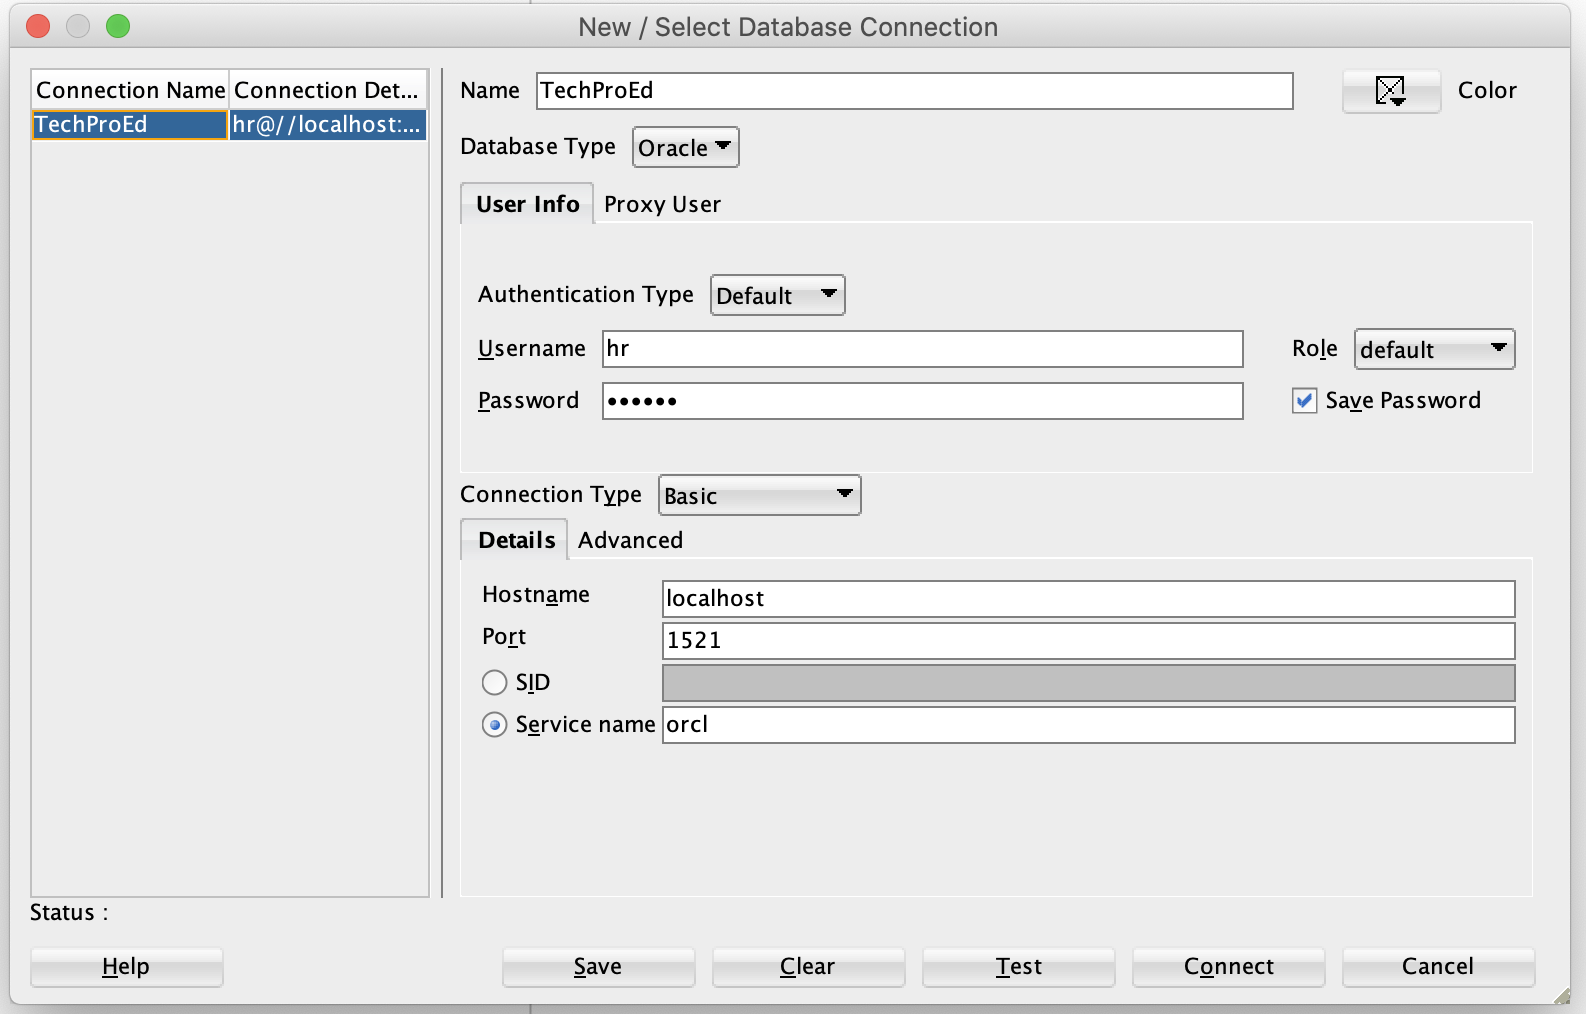 New / Select Database Connection
Connection Name Connection Det...
TechProEd hr@//localhost:...
Name TechProEd Color
Database Type Oracle
User Info Proxy User
Authentication Type Default
Username hr Role default
Password •••••• Save Password
Connection Type Basic
Details Advanced
Hostname localhost
Port 1521
SID
Service name orcl
Status :
Help Save Clear Test Connect Cancel